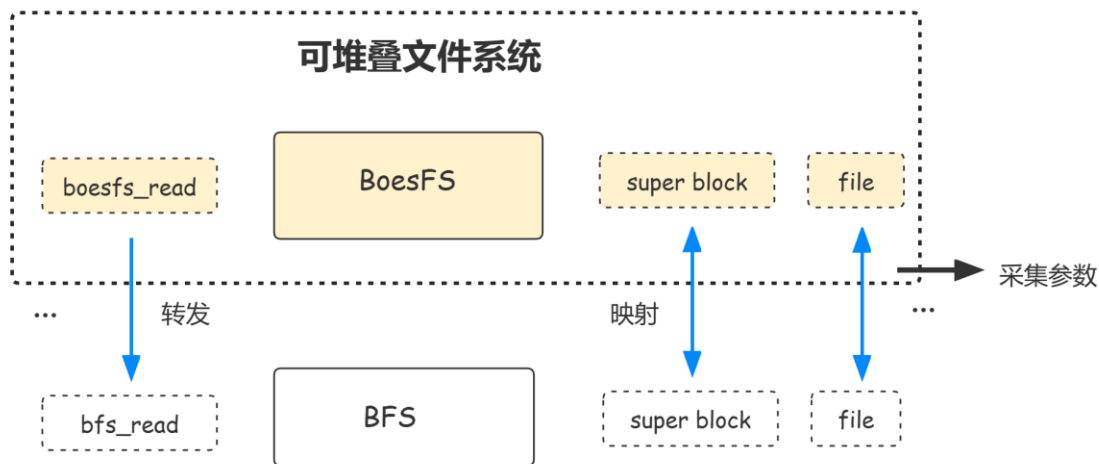 可堆叠文件系统
boesfs_read
BoesFS
super block
file
采集参数
...
转发
映射
...
bfs_read
BFS
super block
file